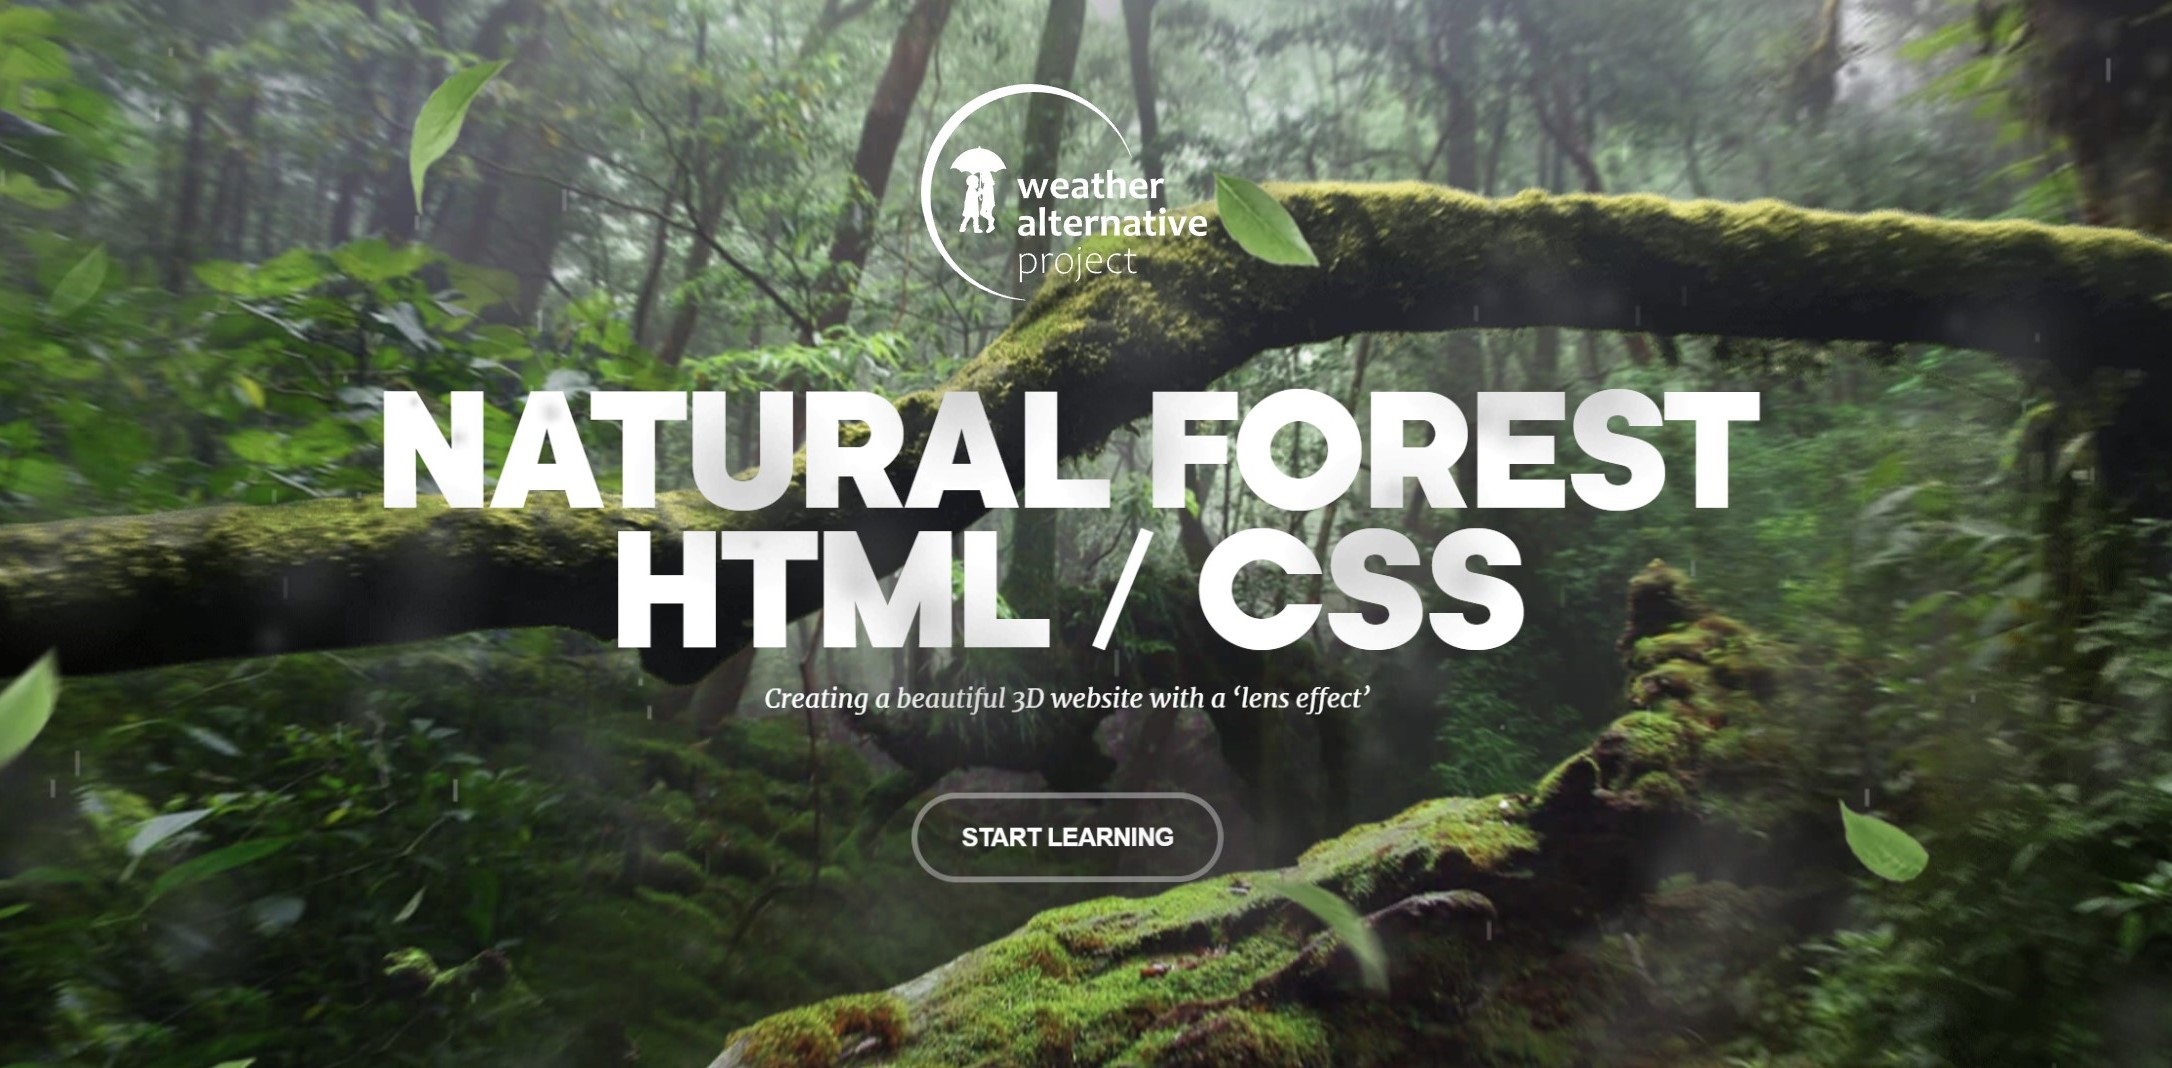 weather
alternative
project
NATURAL FOREST
HTML / CSS
Creating a beautiful 3D website with a ‘lens effect’
START LEARNING